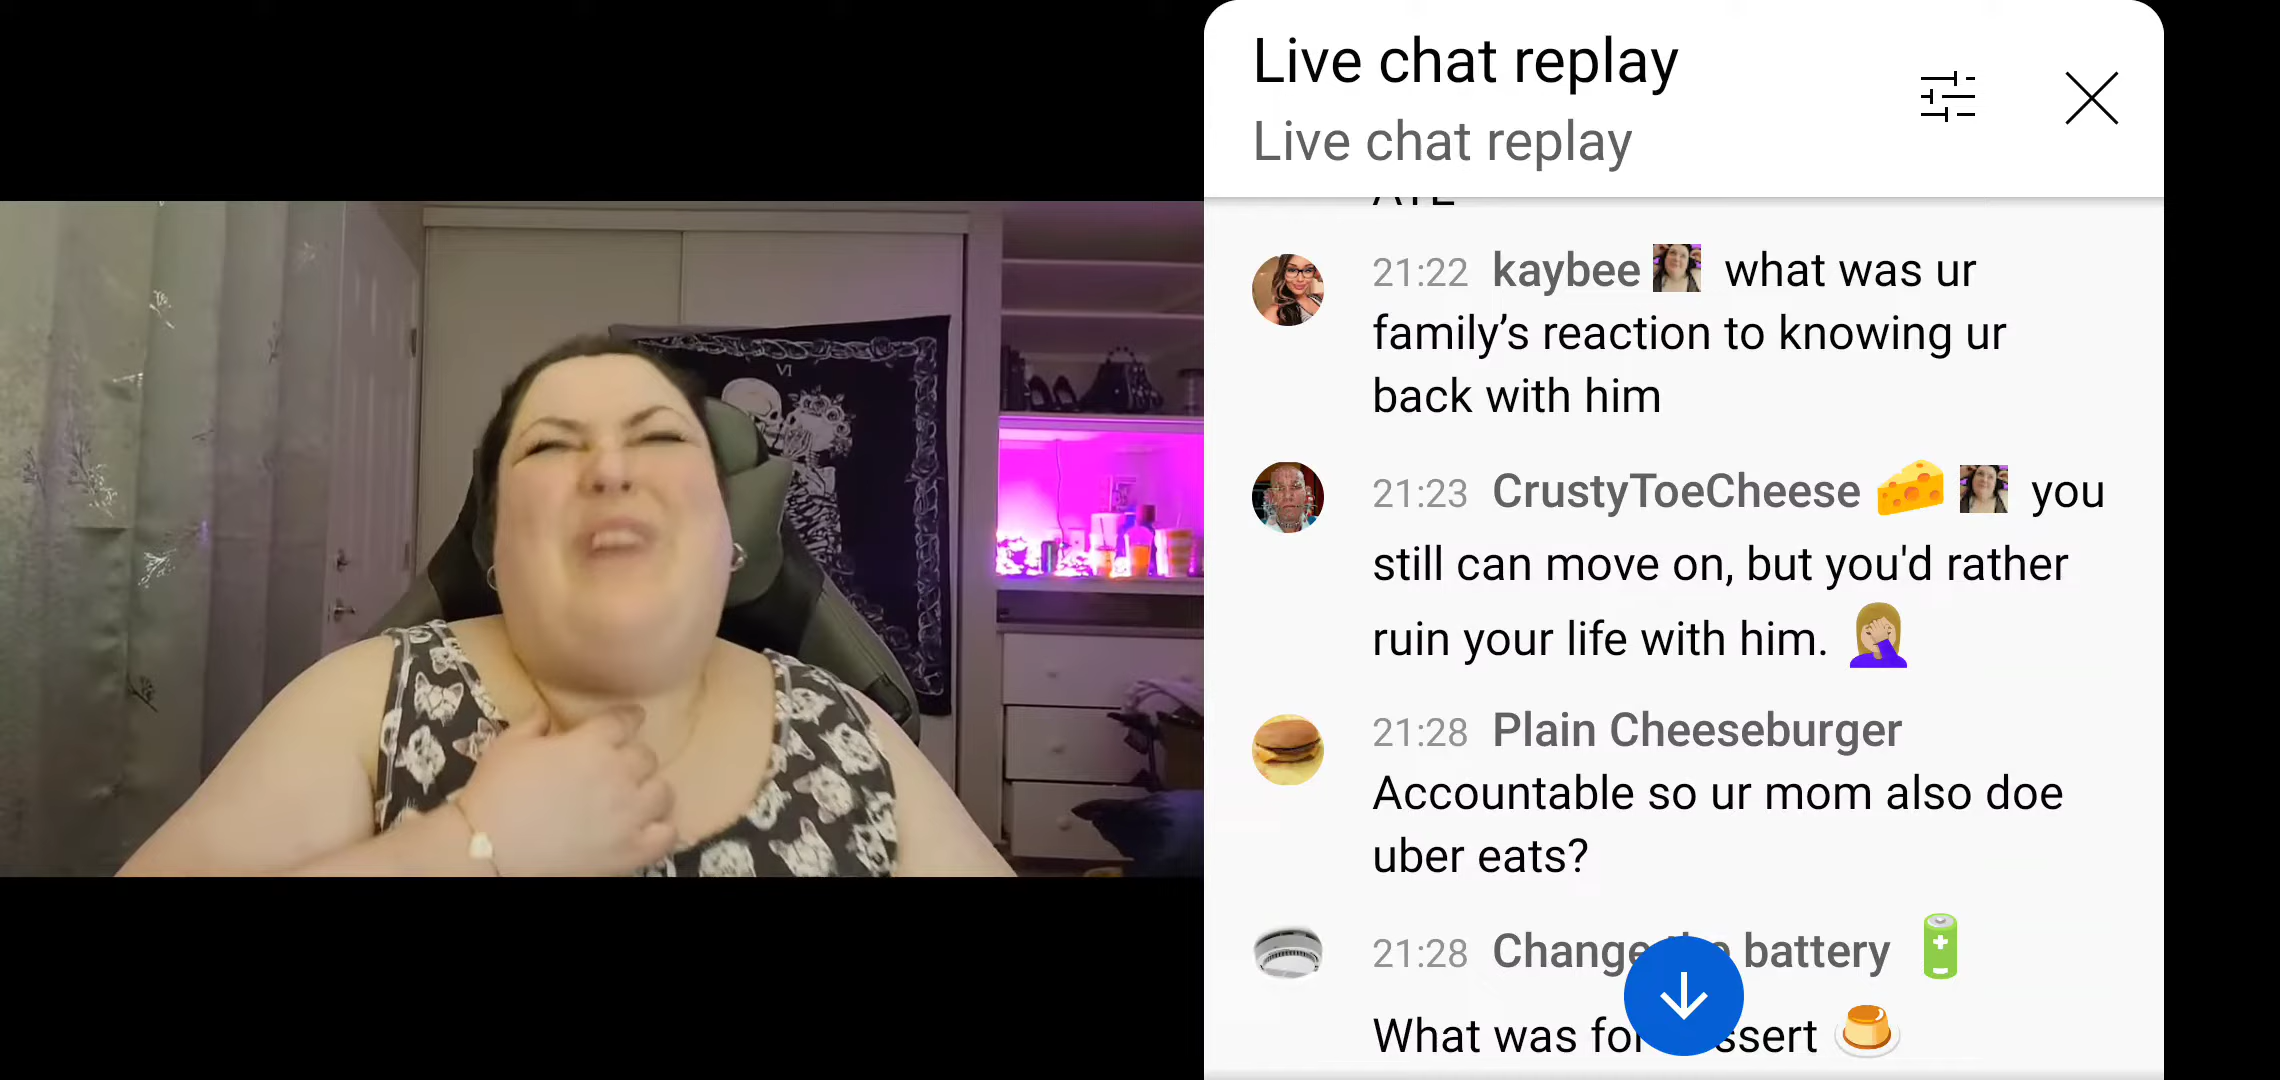 Live chat replay
Live chat replay
21:22 kaybee what was ur
family’s reaction to knowing ur
back with him
21:23 CrustyToeCheese 🧀 you
still can move on, but you'd rather
ruin your life with him. 🤦🏼‍♀️
21:28 Plain Cheeseburger
Accountable so ur mom also doe
uber eats?
21:28 Change battery 🔋
What was 🍮
VI